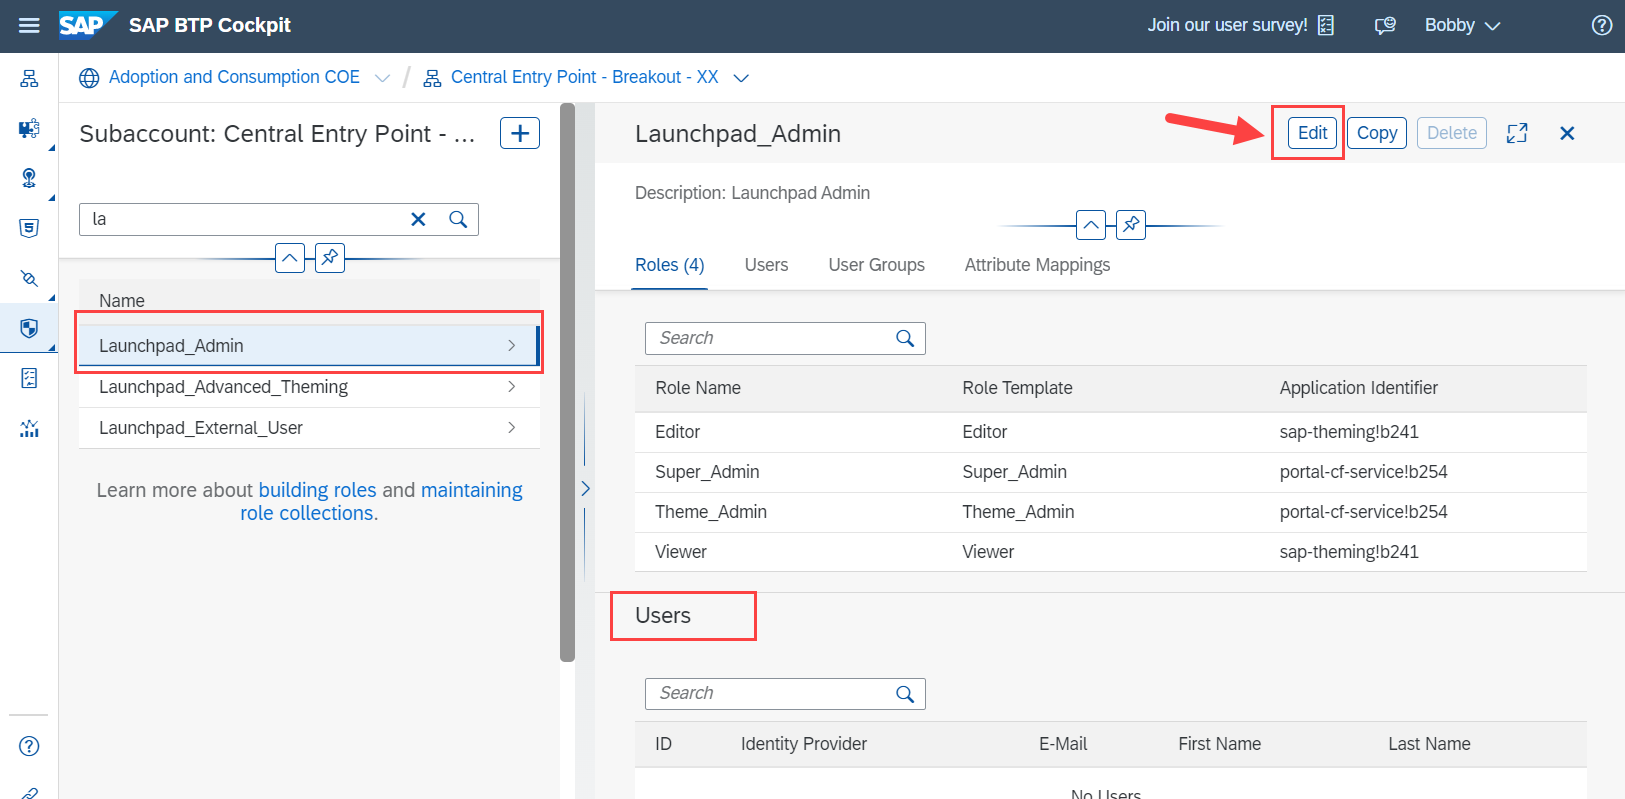 SAP SAP BTP Cockpit
Join our user survey!
Bobby
Adoption and Consumption COE / Central Entry Point - Breakout - XX
Subaccount: Central Entry Point - ...
la
Name
Launchpad_Admin
Launchpad_Advanced_Theming
Launchpad_External_User
Learn more about building roles and maintaining
role collections.
Launchpad_Admin
Edit
Copy
Delete
Description: Launchpad Admin
Roles (4) Users User Groups Attribute Mappings
Search
Role Name Role Template Application Identifier
Editor Editor sap-theming!b241
Super_Admin Super_Admin portal-cf-service!b254
Theme_Admin Theme_Admin portal-cf-service!b254
Viewer Viewer sap-theming!b241
Users
Search
ID Identity Provider E-Mail First Name Last Name
No Users